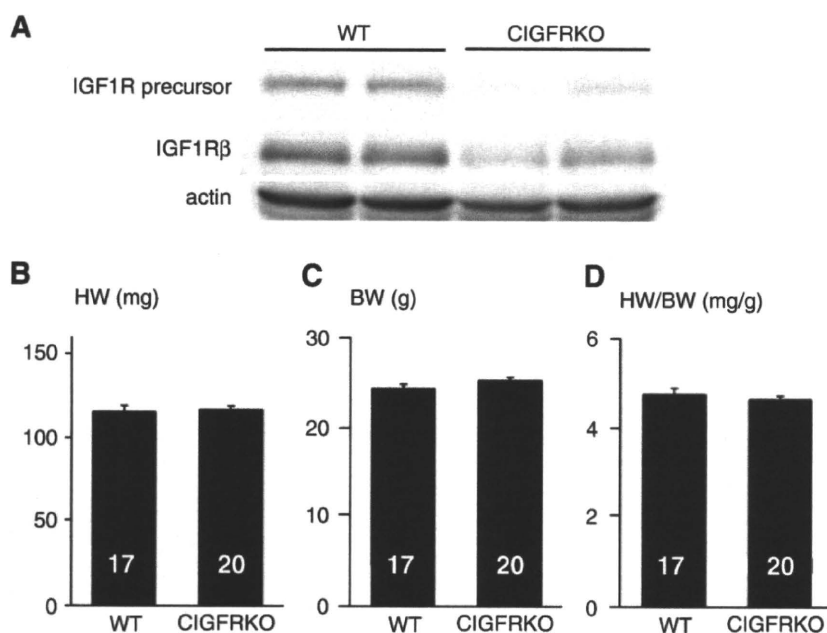 A
WT CIGFRKO
IGF1R precursor
IGF1Rβ
actin
B
HW (mg)
150
100
50
0
17 20
WT CIGFRKO
C
BW (g)
30
20
10
0
17 20
WT CIGFRKO
D
HW/BW (mg/g)
6
4
2
0
17 20
WT CIGFRKO